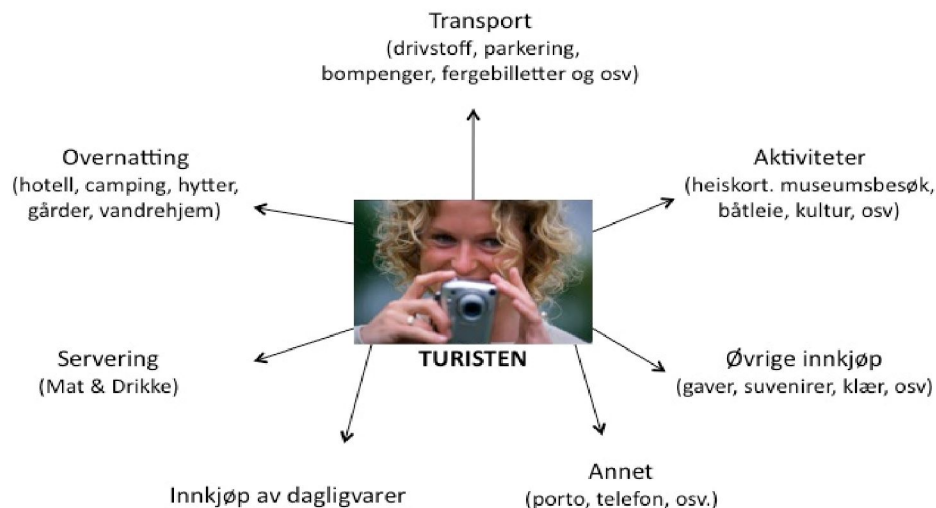 Transport
(drivstoff, parkering,
bompenger, fergebilletter og osv)
Overnatting
(hotell, camping, hytter,
gårder, vandrehjem)
Aktiviteter
(heiskort. museumsbesøk,
båtleie, kultur, osv)
TURISTEN
Servering
(Mat & Drikke)
Øvrige innkjøp
(gaver, suvenirer, klær, osv)
Innkjøp av dagligvarer
Annet
(porto, telefon, osv.)